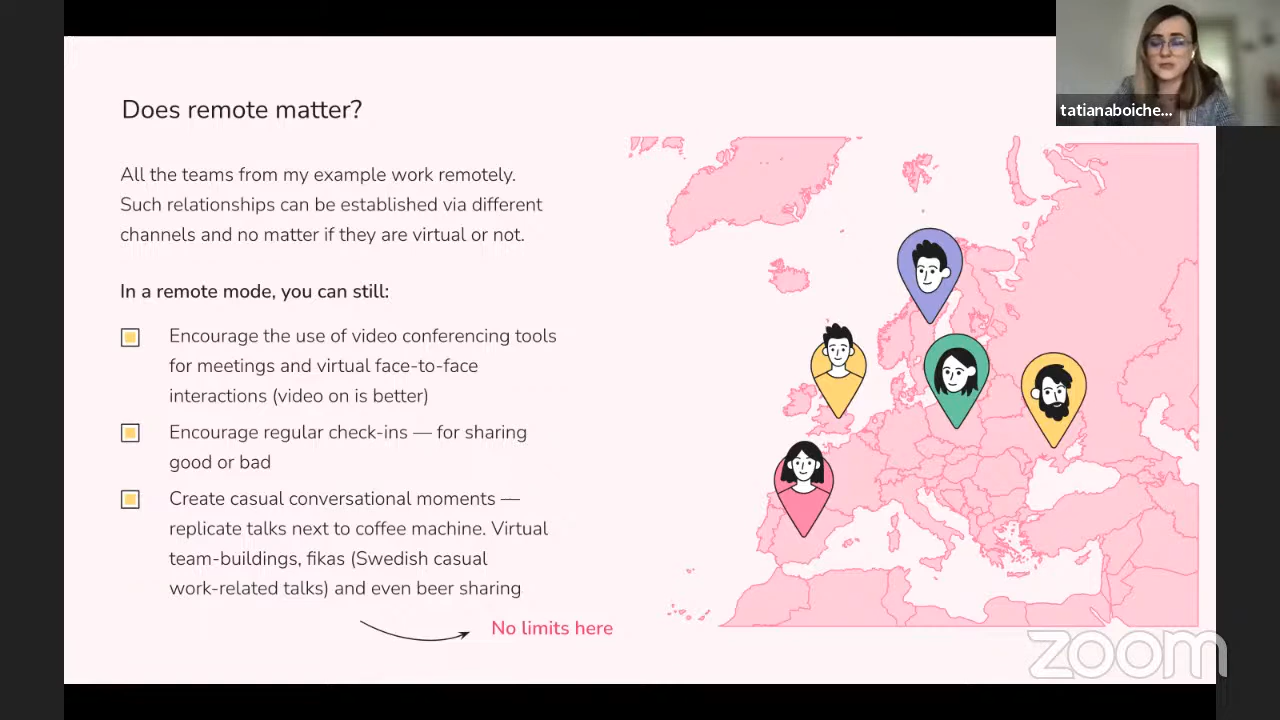 Does remote matter?
All the teams from my example work remotely.
Such relationships can be established via different
channels and no matter if they are virtual or not.
In a remote mode, you can still:
Encourage the use of video conferencing tools
for meetings and virtual face-to-face
interactions (video on is better)
Encourage regular check-ins — for sharing
good or bad
Create casual conversational moments —
replicate talks next to coffee machine. Virtual
team-buildings, fikas (Swedish casual
work-related talks) and even beer sharing
No limits here
tatianaboiche...
zoom